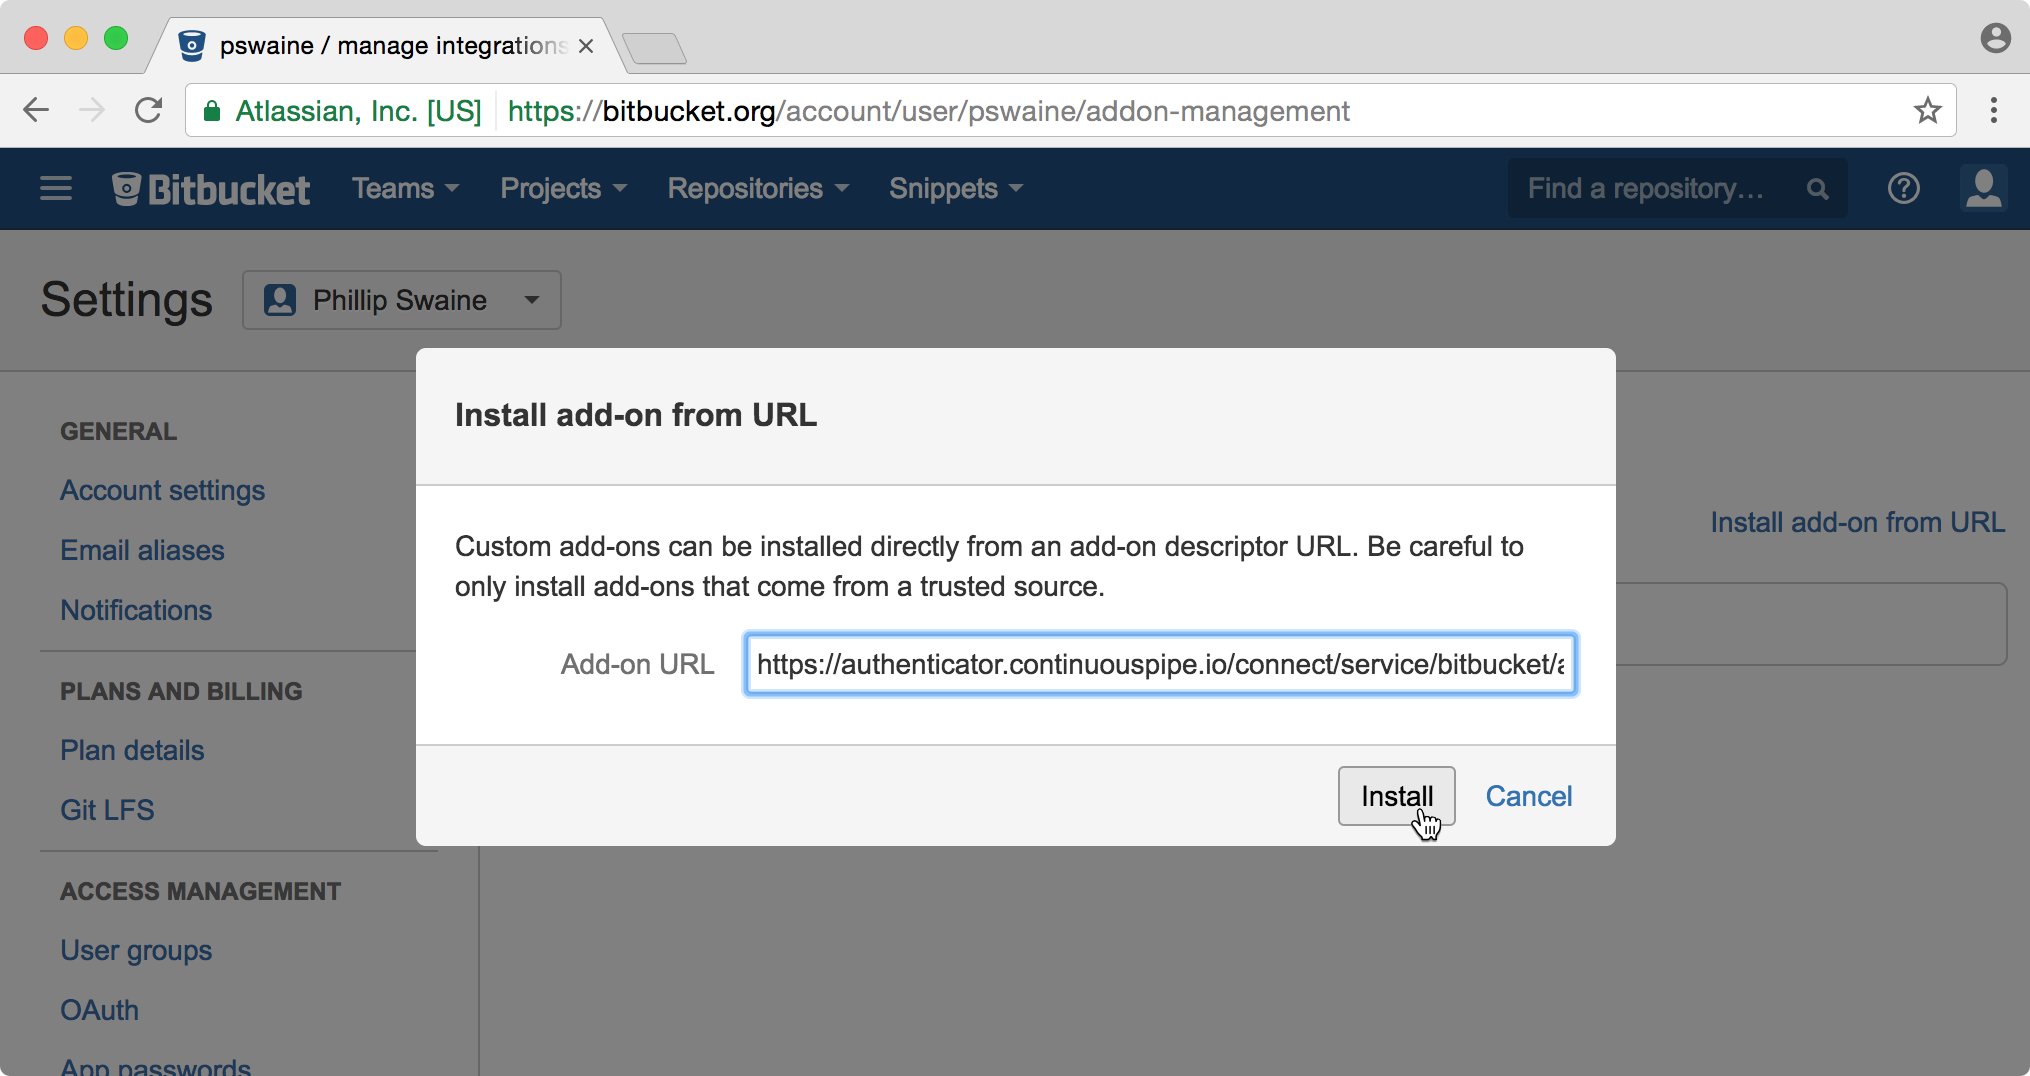 pswaine / manage integrations
Atlassian, Inc. [US] https://bitbucket.org/account/user/pswaine/addon-management
Bitbucket Teams Projects Repositories Snippets Find a repository...
Settings Phillip Swaine
Install add-on from URL
GENERAL
Account settings
Email aliases
Notifications
PLANS AND BILLING
Plan details
Git LFS
ACCESS MANAGEMENT
User groups
OAuth
App passwords
Install add-on from URL
Custom add-ons can be installed directly from an add-on descriptor URL. Be careful to
only install add-ons that come from a trusted source.
Add-on URL https://authenticator.continuouspipe.io/connect/service/bitbucket/a
Install Cancel